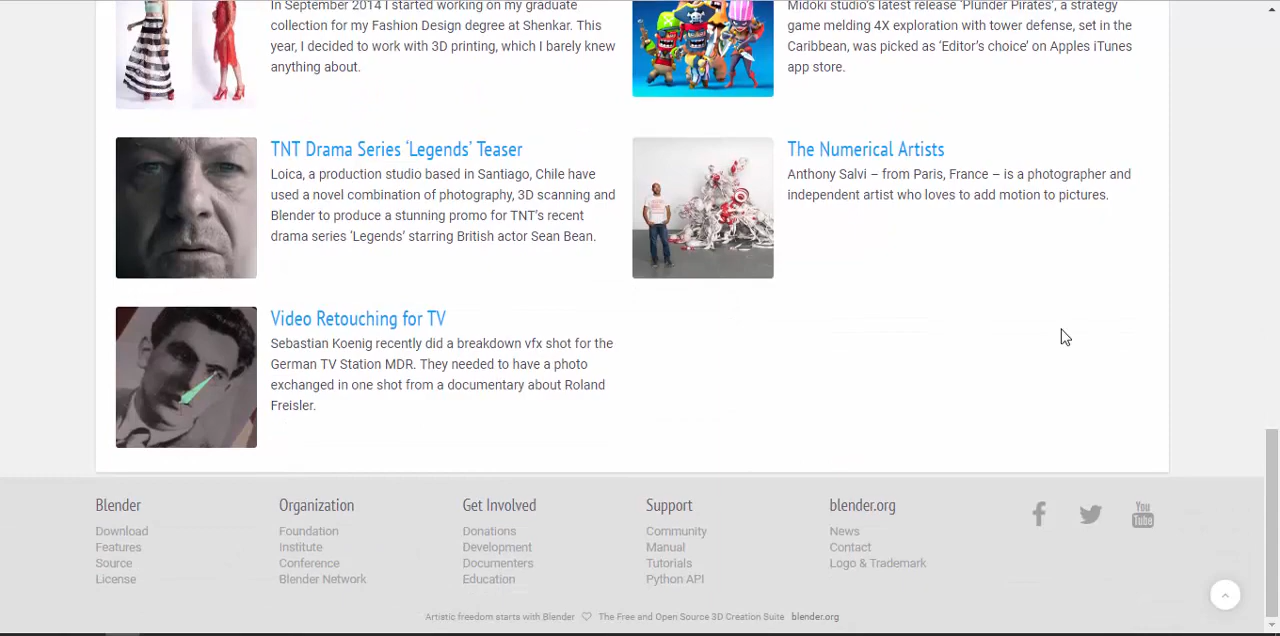 In September 2014 I started working on my graduate
collection for my Fashion Design degree at Shenkar. This
year, I decided to work with 3D printing, which I barely knew
anything about.
Midoki studio's latest release 'Plunder Pirates', a strategy
game melding 4X exploration with tower defense, set in the
Caribbean, was picked as 'Editor's choice' on Apples iTunes
app store.
TNT Drama Series 'Legends' Teaser
Loica, a production studio based in Santiago, Chile have
used a novel combination of photography, 3D scanning and
Blender to produce a stunning promo for TNT's recent
drama series 'Legends' starring British actor Sean Bean.
The Numerical Artists
Anthony Salvi – from Paris, France – is a photographer and
independent artist who loves to add motion to pictures.
Video Retouching for TV
Sebastian Koenig recently did a breakdown vfx shot for the
German TV Station MDR. They needed to have a photo
exchanged in one shot from a documentary about Roland
Freisler.
Blender
Download
Features
Source
License
Organization
Foundation
Institute
Conference
Blender Network
Get Involved
Donations
Development
Documenters
Education
Support
Community
Manual
Tutorials
Python API
blender.org
News
Contact
Logo & Trademark
You
Tube
Artistic freedom starts with Blender ♡ The Free and Open Source 3D Creation Suite blender.org